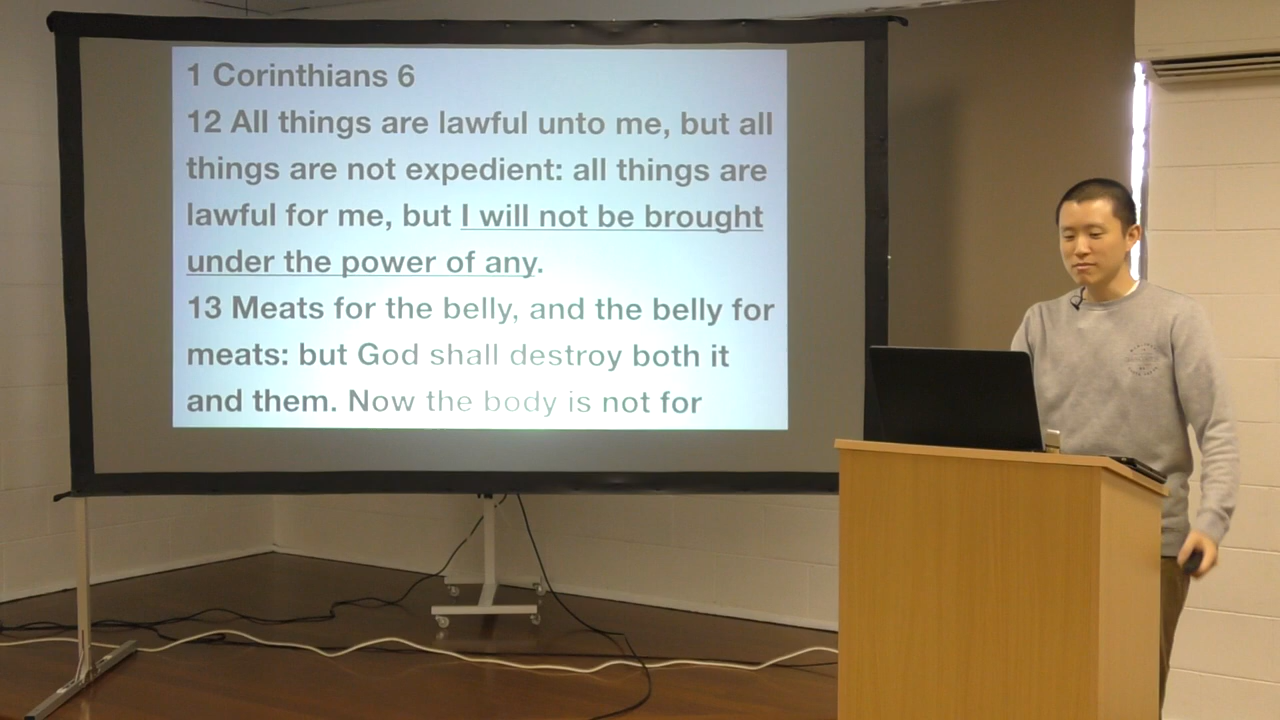 1 Corinthians 6
12 All things are lawful unto me, but all
things are not expedient: all things are
lawful for me, but I will not be brought
under the power of any.
13 Meats for the belly, and the belly for
meats: but God shall destroy both it
and them. Now the body is not for